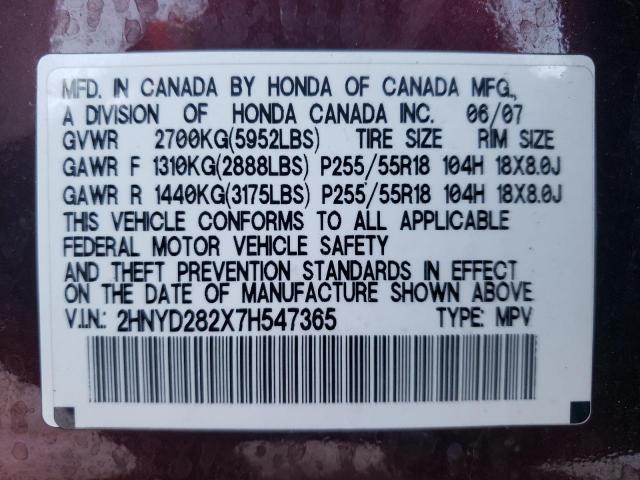 MFD. IN CANADA BY HONDA OF CANADA MFG.,
A DIVISION OF HONDA CANADA INC. 06/07
GVWR 2700KG(5952LBS) TIRE SIZE RIM SIZE
GAWR F 1310KG(2888LBS) P255/55R18 104H 18X8.0J
GAWR R 1440KG(3175LBS) P255/55R18 104H 18X8.0J
THIS VEHICLE CONFORMS TO ALL APPLICABLE
FEDERAL MOTOR VEHICLE SAFETY
AND THEFT PREVENTION STANDARDS IN EFFECT
ON THE DATE OF MANUFACTURE SHOWN ABOVE
V.I.N.: 2HNYD282X7H547365 TYPE: MPV